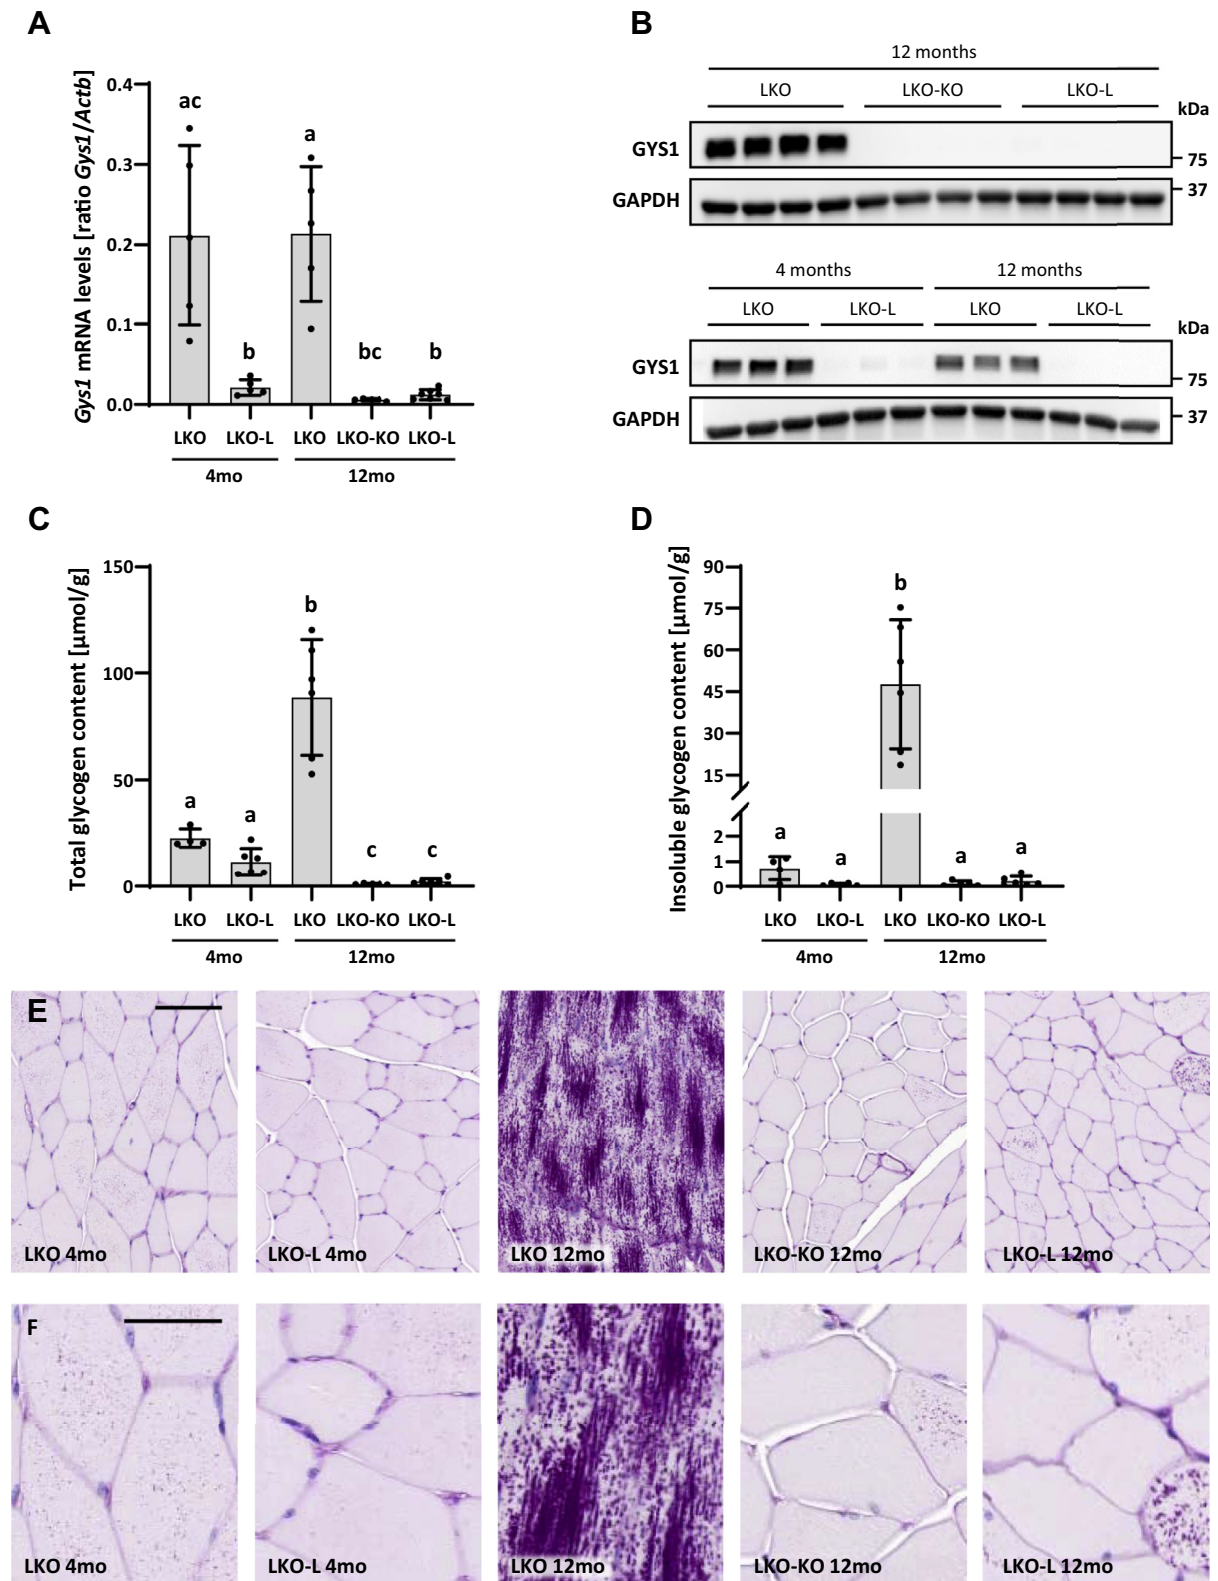 A
Gys1 mRNA levels [ratio Gys1/Actb]
0.4
0.3
0.2
0.1
0.0
ac
b
a
bc
b
LKO LKO-L LKO LKO-KO LKO-L
4mo 12mo
B
12 months
LKO LKO-KO LKO-L
kDa
GYS1
75
GAPDH
37
4 months 12 months
LKO LKO-L LKO LKO-L
kDa
GYS1
75
GAPDH
37
C
Total glycogen content [µmol/g]
150
100
50
0
a
a
b
c
c
LKO LKO-L LKO LKO-KO LKO-L
4mo 12mo
D
Insoluble glycogen content [µmol/g]
90
75
60
45
30
15
2
1
0
a
a
b
a
a
LKO LKO-L LKO LKO-KO LKO-L
4mo 12mo
E
LKO 4mo
LKO-L 4mo
LKO 12mo
LKO-KO 12mo
LKO-L 12mo
F
LKO 4mo
LKO-L 4mo
LKO 12mo
LKO-KO 12mo
LKO-L 12mo